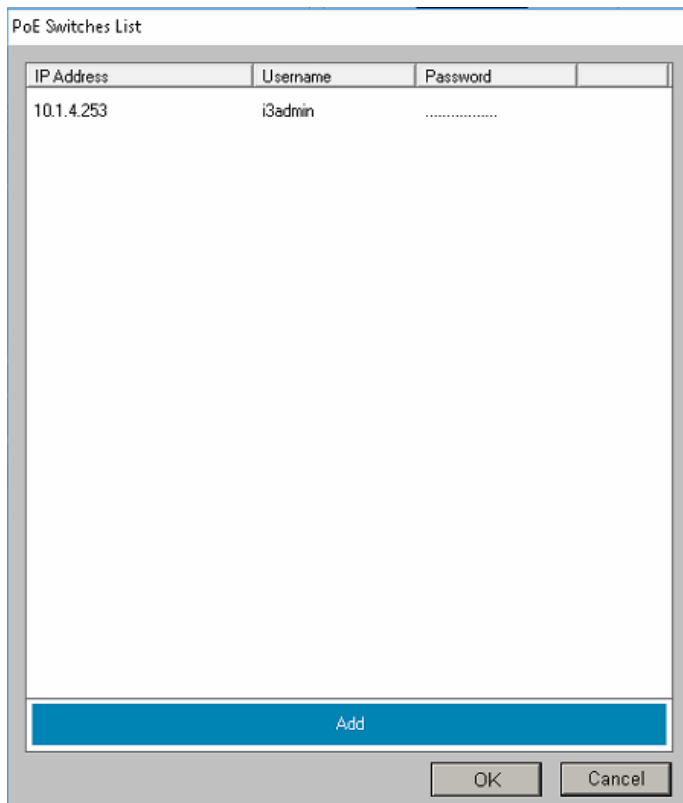 PoE Switches List
IP Address Username Password
10.1.4.253 i3admin .................
Add
OK Cancel